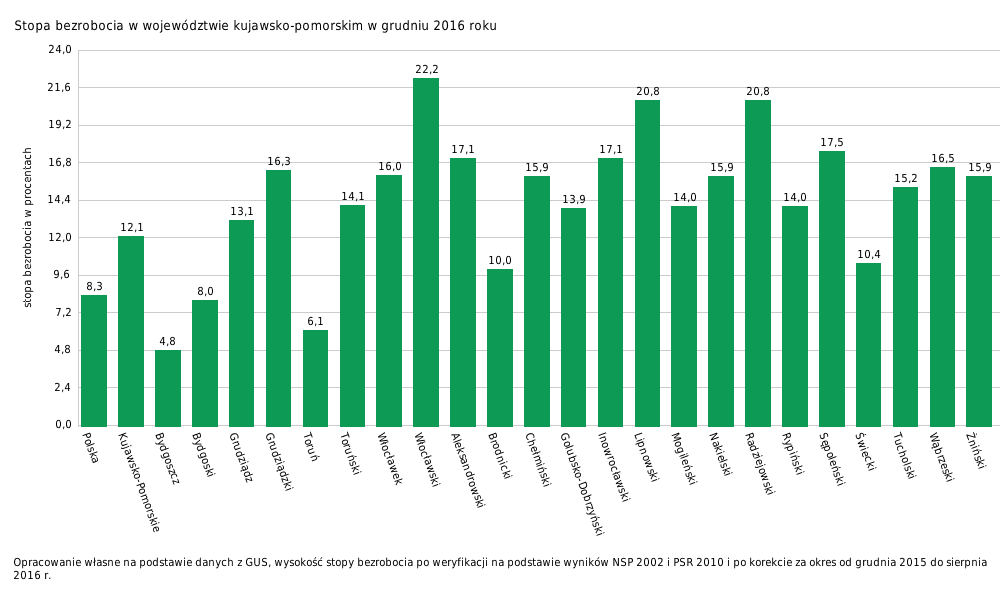 Stopa bezrobocia w województwie kujawsko-pomorskim w grudniu 2016 roku
stopa bezrobocia w procentach
24,0
21,6
19,2
16,8
14,4
12,0
9,6
7,2
4,8
2,4
0,0
8,3
12,1
4,8
8,0
13,1
16,3
6,1
14,1
16,0
22,2
17,1
10,0
15,9
13,9
17,1
20,8
14,0
15,9
20,8
14,0
17,5
10,4
15,2
16,5
15,9
Polska
Kujawsko-Pomorskie
Bydgoszcz
Bydgoski
Grudziądz
Grudziądzki
Toruń
Toruński
Włocławek
Włocławski
Aleksandrowski
Brodnicki
Chełmiński
Golubsko-Dobrzyński
Inowrocławski
Lipnowski
Mogileński
Nakielski
Radziejowski
Rypiński
Sępoleński
Świecki
Tucholski
Wąbrzeski
Żniński
Opracowanie własne na podstawie danych z GUS, wysokość stopy bezrobocia po weryfikacji na podstawie wyników NSP 2002 i PSR 2010 i po korekcie za okres od grudnia 2015 do sierpnia
2016 r.